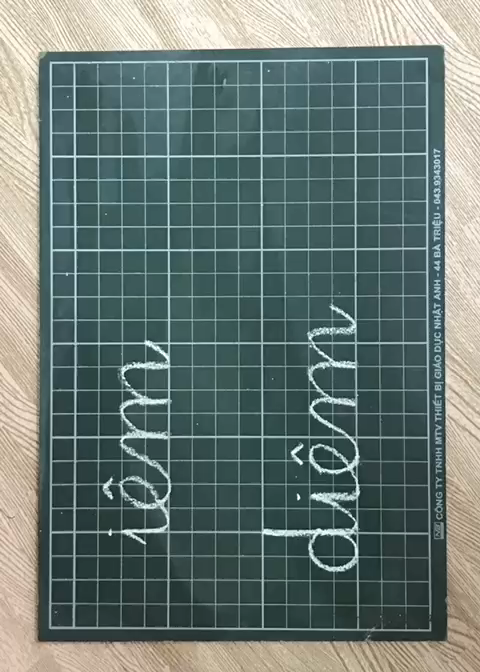 iêm
diêm
CÔNG TY TNHH MTV THIẾT BỊ GIÁO DỤC NHẬT ANH - 44 BÀ TRIỆU - 043.9343017